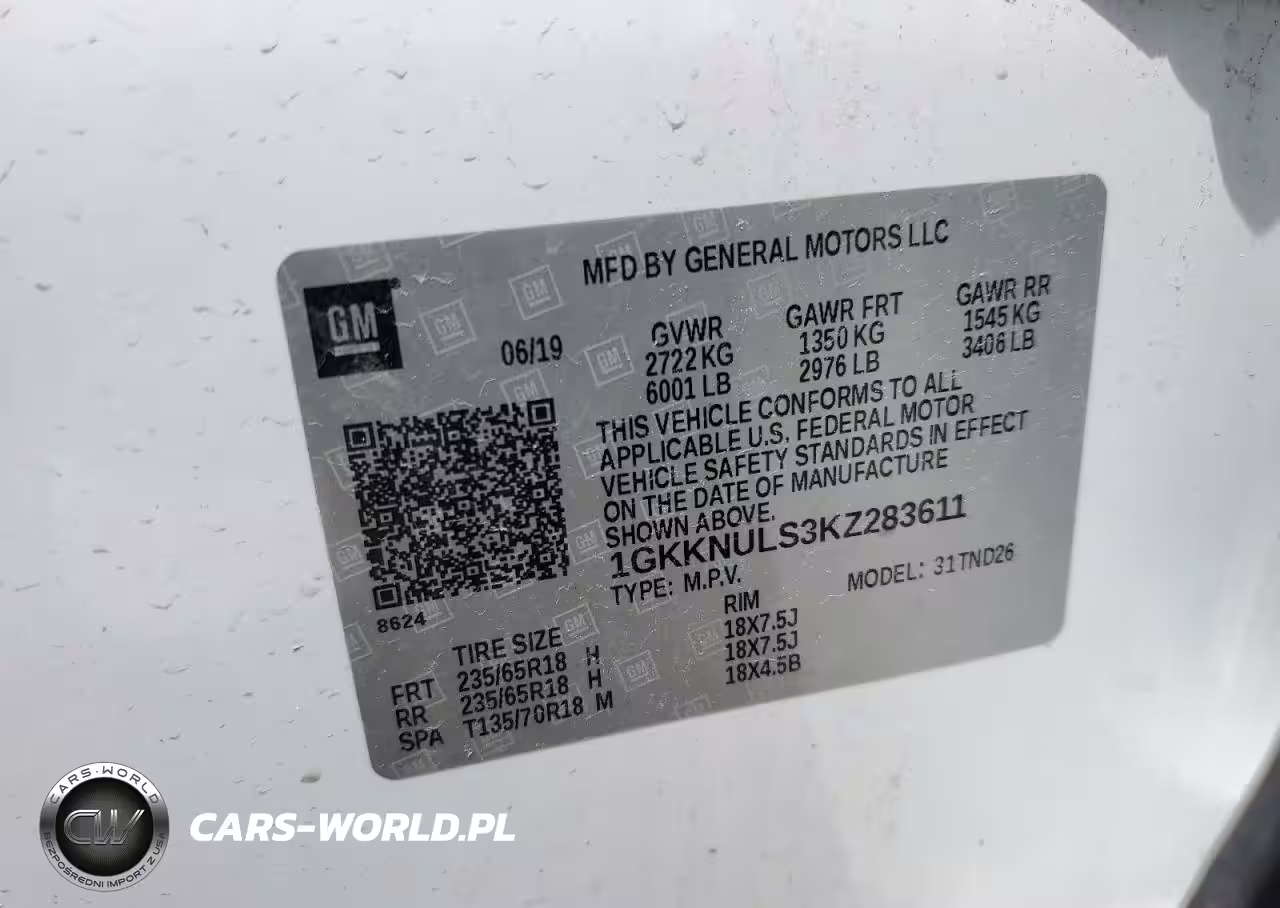 MFD BY GENERAL MOTORS LLC
GM
06/19
GVWR GAWR FRT GAWR RR
2722 KG 1350 KG 1545 KG
6001 LB 2976 LB 3406 LB
THIS VEHICLE CONFORMS TO ALL
APPLICABLE U.S. FEDERAL MOTOR
VEHICLE SAFETY STANDARDS IN EFFECT
ON THE DATE OF MANUFACTURE
SHOWN ABOVE.
1GKKNULS3KZ283611
TYPE: M.P.V. MODEL: 31TND26
8624
TIRE SIZE RIM
FRT 235/65R18 H 18X7.5J
RR 235/65R18 H 18X7.5J
SPA T135/70R18 M 18X4.5B
CARS-WORLD
CW
BEZPOŚREDNI IMPORT Z USA
CARS-WORLD.PL